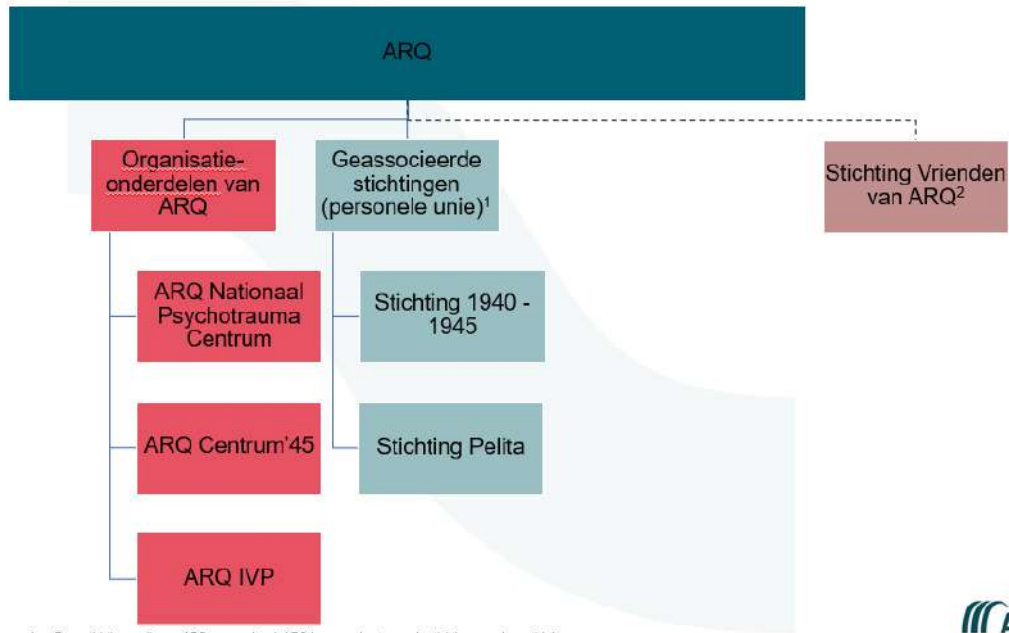 ARQ
Organisatie-
onderdelen van
ARQ
Geassocieerde
stichtingen
(personele unie)¹
Stichting Vrienden
van ARQ²
ARQ Nationaal
Psychotrauma
Centrum
Stichting 1940 -
1945
ARQ Centrum'45
Stichting Pelita
ARQ IVP